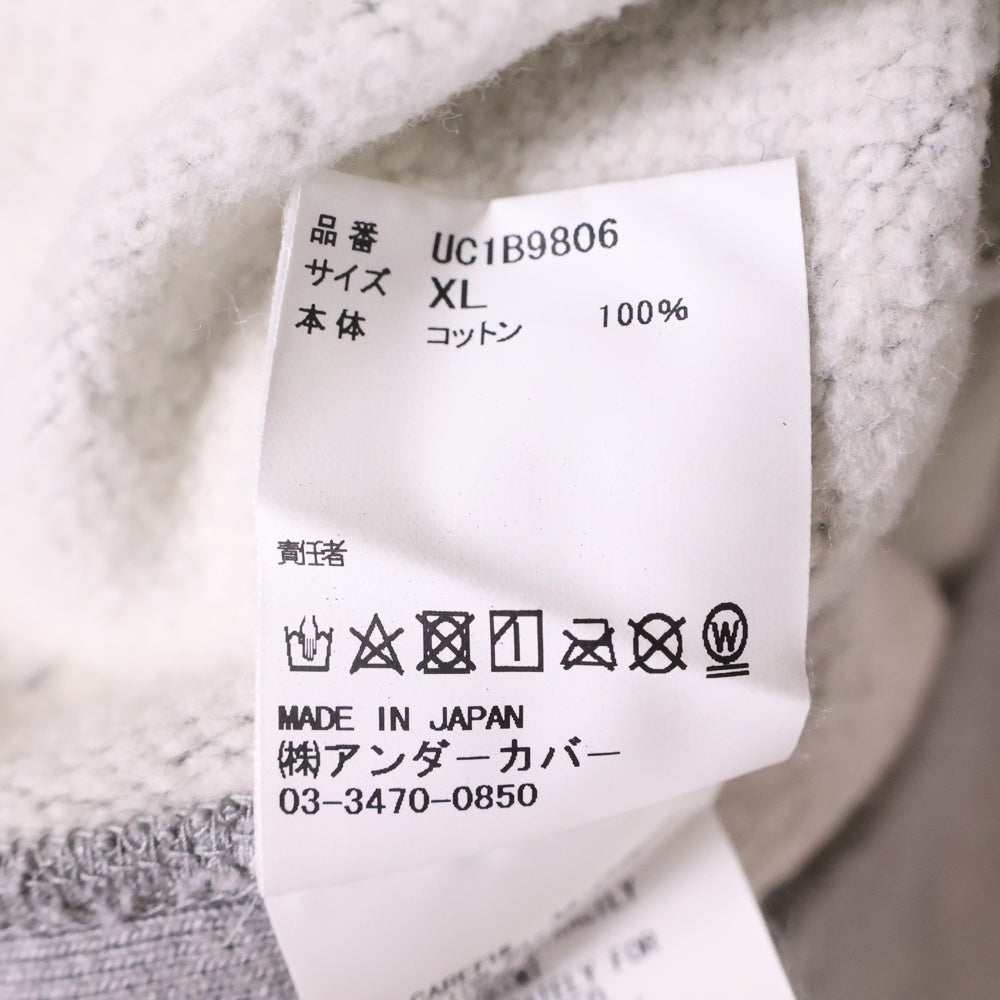 品番 UC1B9806
サイズ XL
本体 コットン 100%
責任者
W
MADE IN JAPAN
㈱アンダーカバー
03-3470-0850
FOR